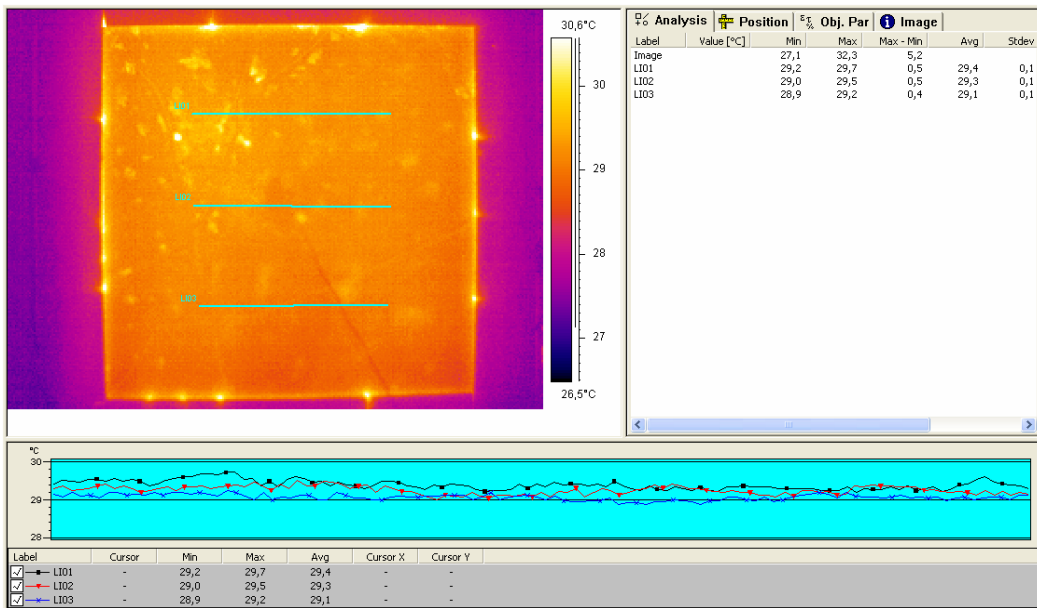 30,6°C
30
29
28
27
26,5°C
LI01
LI03
Analysis Position Obj. Par Image
Label Value [°C] Min Max Max - Min Avg Stdev
Image 27,1 32,3 5,2
LI01 29,2 29,7 0,5 29,4 0,1
LI02 29,0 29,5 0,5 29,3 0,1
LI03 28,9 29,2 0,4 29,1 0,1
°C
30
29
28
Label Cursor Min Max Avg Cursor X Cursor Y
LI01 - 29,2 29,7 29,4 - -
LI02 - 29,0 29,5 29,3 - -
LI03 - 28,9 29,2 29,1 - -